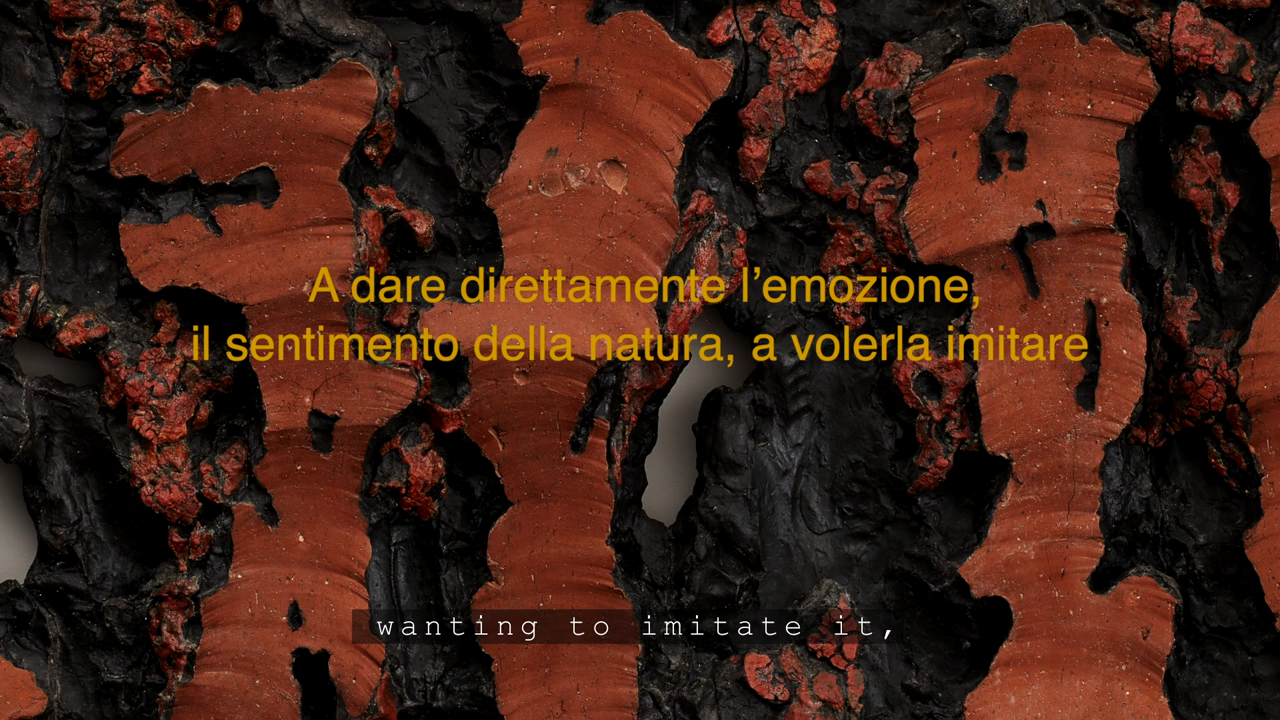 A dare direttamente l’emozione,
il sentimento della natura, a volerla imitare
wanting to imitate it,